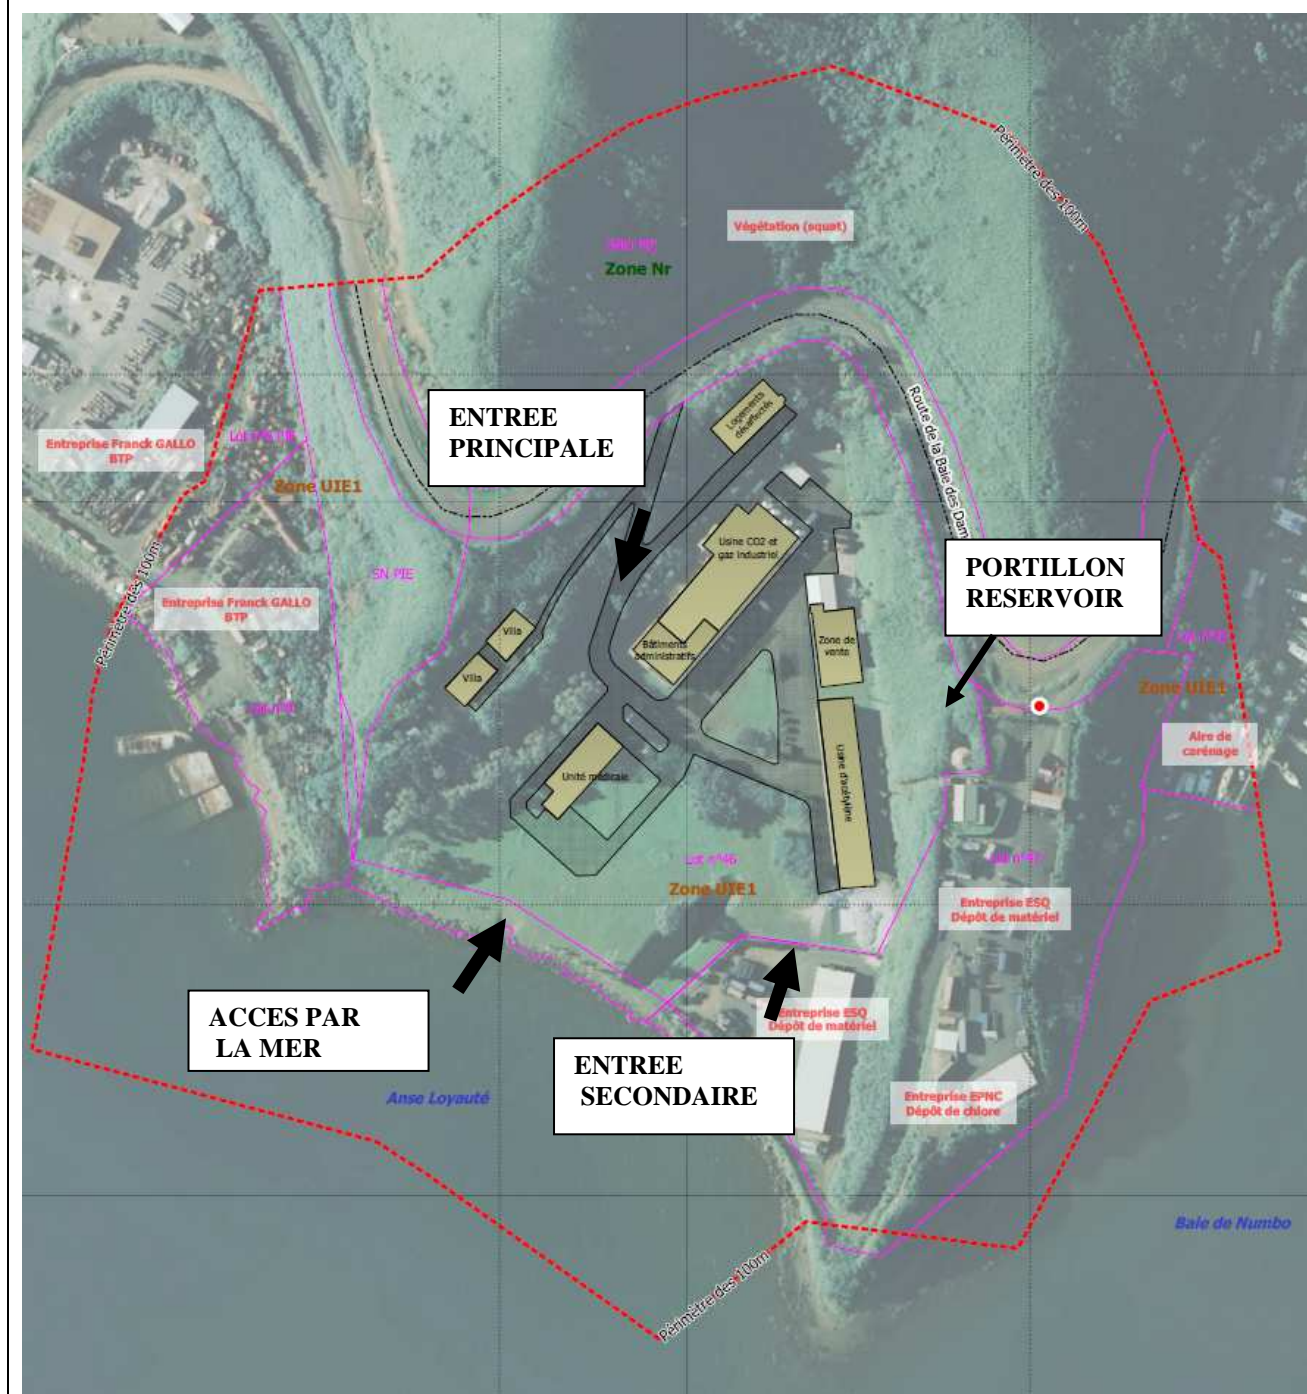 Périmètre des 100m
Végétation (squat)
Zone Nr
ENTREE
PRINCIPALE
Logements
désaffectés
Route de la Baie des Dam
Entreprise Franck GALLO
BTP
Zone UIE1
Usine CO2 et
gaz industriel
PORTILLON
RESERVOIR
SN PIE
Périmètre des 100m
Entreprise Franck GALLO
BTP
Villa
Villa
Bâtiments
administratifs
Zone de
vente
Zone UIE1
Aire de
carénage
Unité médicale
Usine d'acétylène
Lot n°46
Zone UIE1
Entreprise ESQ
Dépôt de matériel
ACCES PAR
LA MER
Entreprise ESQ
Dépôt de matériel
ENTREE
SECONDAIRE
Anse Loyauté
Entreprise EPNC
Dépôt de chlore
Baie de Numbo
Périmètre des 100m